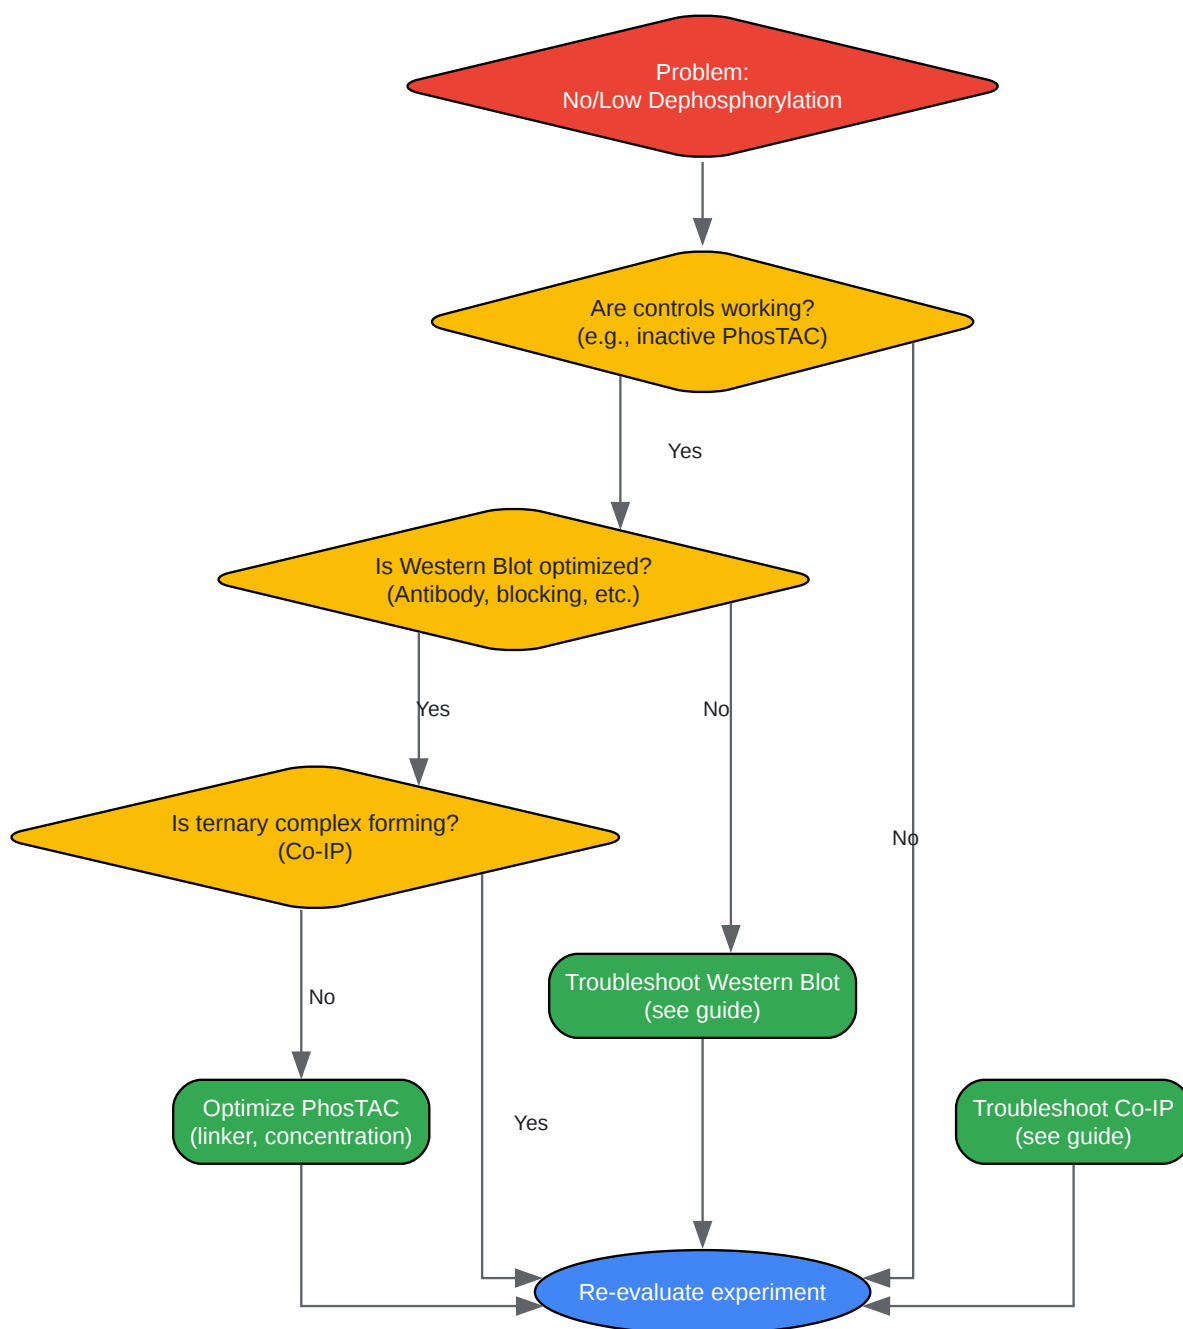 Problem:
No/Low Dephosphorylation
Are controls working?
(e.g., inactive PhosTAC)
Yes
Is Western Blot optimized?
(Antibody, blocking, etc.)
Yes
No
Is ternary complex forming?
(Co-IP)
No
Troubleshoot Western Blot
(see guide)
No
Optimize PhosTAC
(linker, concentration)
Yes
Troubleshoot Co-IP
(see guide)
Re-evaluate experiment